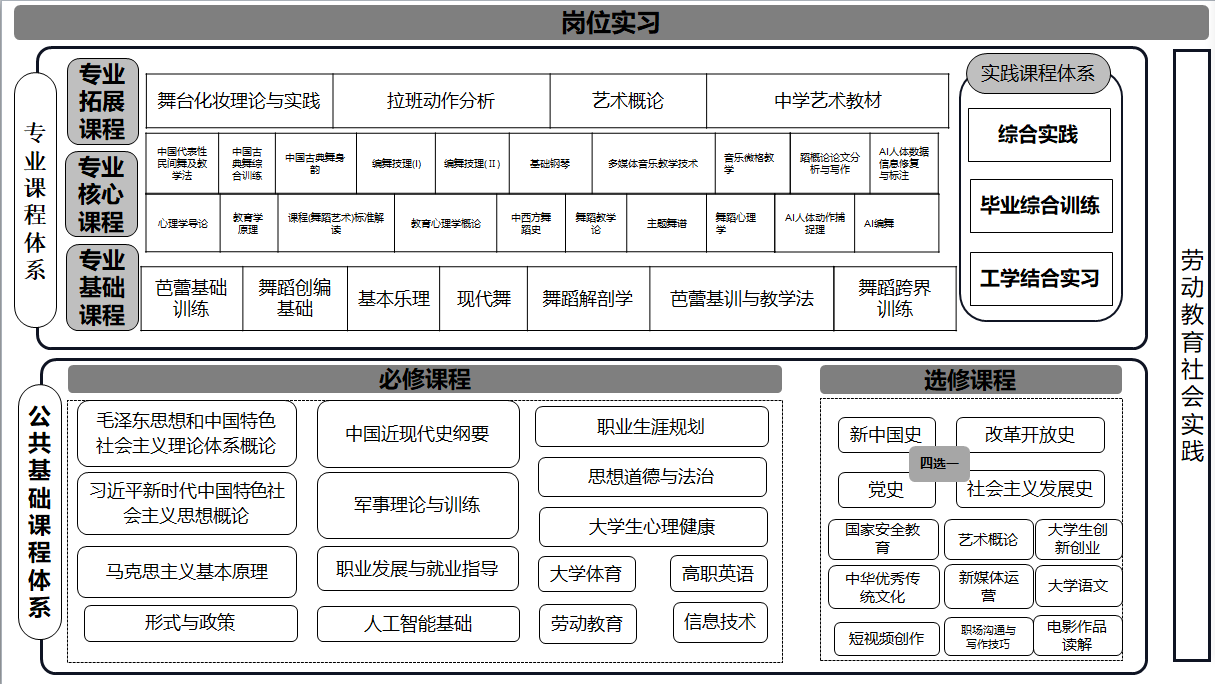 岗位实习
专业课程体系
专业
拓展
课程
舞台化妆理论与实践
拉班动作分析
艺术概论
中学艺术教材
专业
核心
课程
中国代表性
民间舞及教
学法
中国古
典舞综
合训练
中国古典舞身
韵
编舞技理(I)
编舞技理(II)
基础钢琴
多媒体音乐教学技术
音乐微格教
学
蹈概论论文分
析与写作
AI人体数据
信息修复
与标注
心理学导论
教育学
原理
课程(舞蹈艺术)标准解
读
教育心理学概论
中西方舞
蹈史
舞蹈教学
论
主题舞谱
舞蹈心理
学
AI人体动作捕
捉理
AI编舞
专业
基础
课程
芭蕾基础
训练
舞蹈创编
基础
基本乐理
现代舞
舞蹈解剖学
芭蕾基训与教学法
舞蹈跨界
训练
实践课程体系
综合实践
毕业综合训练
工学结合实习
劳动教育社会实践
公共基础课程体系
必修课程
毛泽东思想和中国特色
社会主义理论体系概论
中国近现代史纲要
职业生涯规划
习近平新时代中国特色社
会主义思想概论
军事理论与训练
思想道德与法治
大学生心理健康
马克思主义基本原理
职业发展与就业指导
大学体育
高职英语
形式与政策
人工智能基础
劳动教育
信息技术
选修课程
新中国史
改革开放史
四选一
党史
社会主义发展史
国家安全教
育
艺术概论
大学生创
新创业
中华优秀传
统文化
新媒体运
营
大学语文
短视频创作
职场沟通与
写作技巧
电影作品
读解